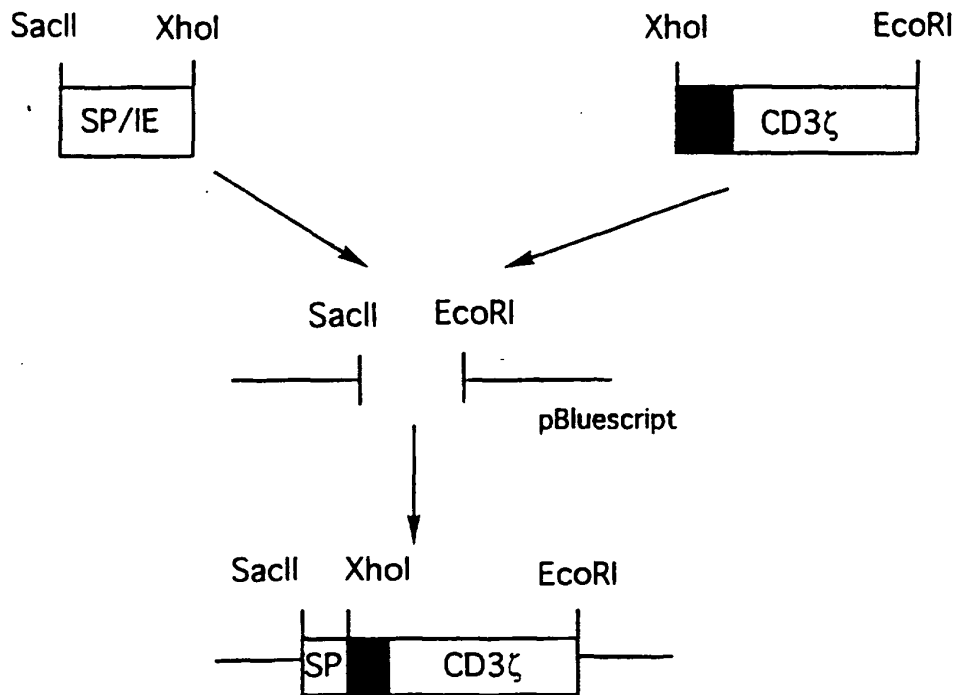 SacII XhoI XhoI EcoRI
SP/IE CD3ζ
SacII EcoRI
pBluescript
SacII XhoI EcoRI
SP CD3ζ